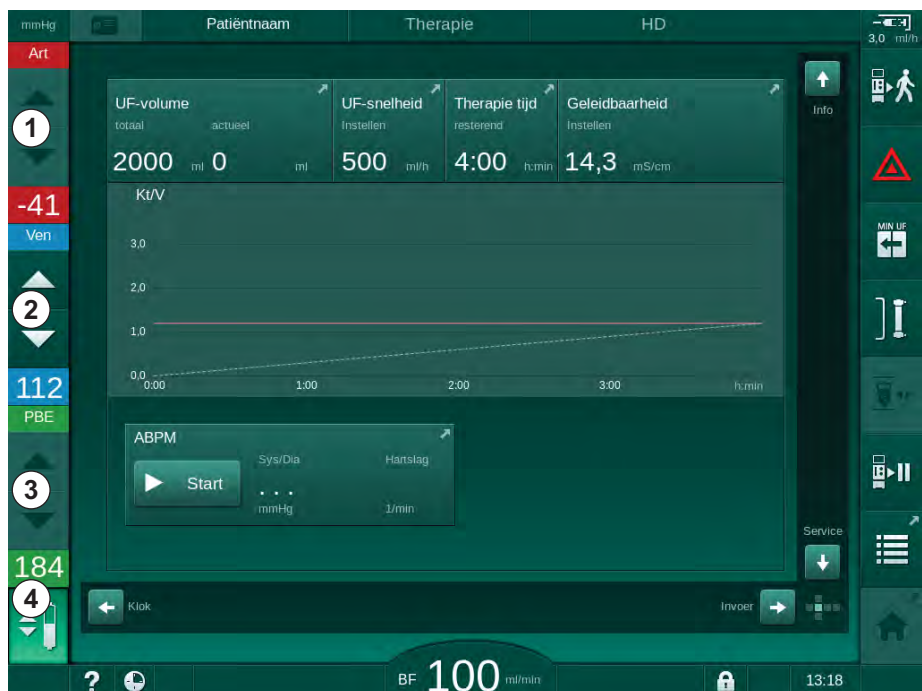 mmHg Patiëntnaam Therapie HD
3,0 ml/h
Art
1
-41
Ven
2
112
PBE
3
184
4
UF-volume UF-snelheid Therapie tijd Geleidbaarheid
totaal actueel Instellen resterend Instellen
2000 ml 0 ml 500 ml/h 4:00 h:min 14,3 mS/cm
Info
Kt/V
3,0
2,0
1,0
0,0
0:00 1:00 2:00 3:00 h:min
ABPM
Sys/Dia Hartslag
Start
. . .
mmHg 1/min
Service
Klok Invoer
MIN UF
? BF 100 ml/min 13:18